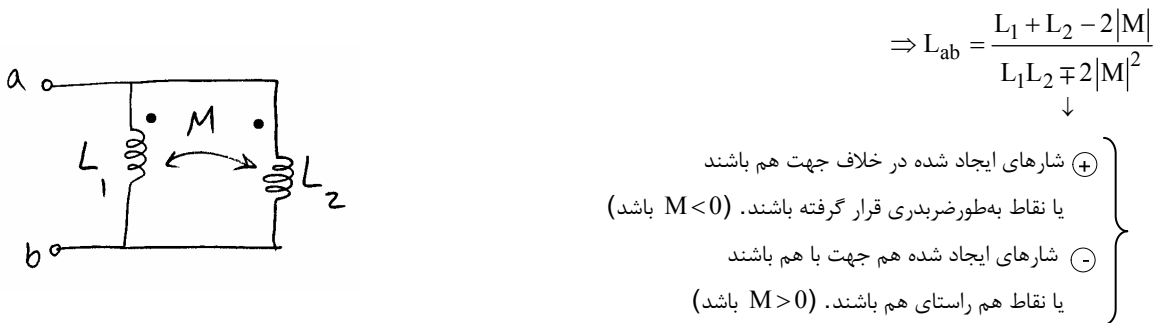 ⇒ L_ab = (L₁ + L₂ − 2|M|) / (L₁L₂ ∓ 2|M|²)
↓
(+) شارهای ایجاد شده در خلاف جهت هم باشند
یا نقاط به‌طورضربدری قرار گرفته باشند. (M<0 باشد)
(-) شارهای ایجاد شده هم جهت با هم باشند
یا نقاط هم راستای هم باشند. (M>0 باشد)
a
M
L₁
L₂
b